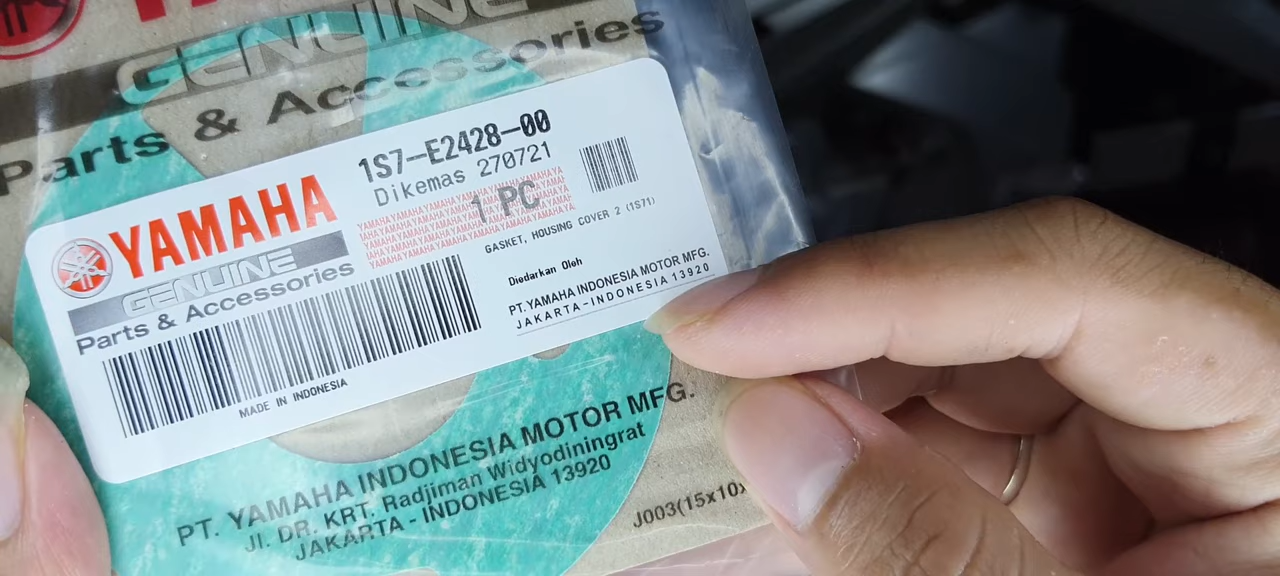 GENUINE
Parts & Accessories
1S7-E2428-00
Dikemas 270721
1 PC
YAMAHA
GENUINE
Parts & Accessories
GASKET, HOUSING COVER 2 (1S71)
Diedarkan Oleh
PT.YAMAHA INDONESIA MOTOR MFG.
JAKARTA-INDONESIA 13920
MADE IN INDONESIA
PT. YAMAHA INDONESIA MOTOR MFG.
Jl. DR. KRT. Radjiman Widyodiningrat
JAKARTA - INDONESIA 13920
J003(15x10x